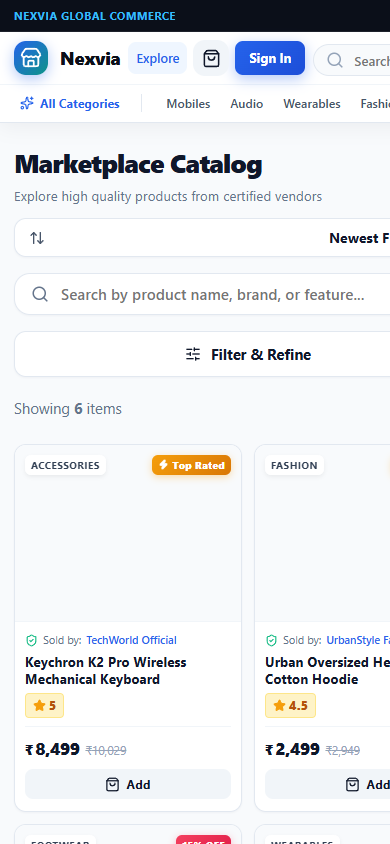 NEXVIA GLOBAL COMMERCE
Nexvia Explore Sign In Search
All Categories Mobiles Audio Wearables
Marketplace Catalog
Explore high quality products from certified vendors
Newest
Search by product name, brand, or feature...
Filter & Refine
Showing 6 items
ACCESSORIES Top Rated FASHION
Sold by: TechWorld Official Sold by: UrbanStyle
Keychron K2 Pro Wireless Urban Oversized
Mechanical Keyboard Cotton Hoodie
5 4.5
₹8,499 ₹10,029 ₹2,499 ₹2,949
Add Add